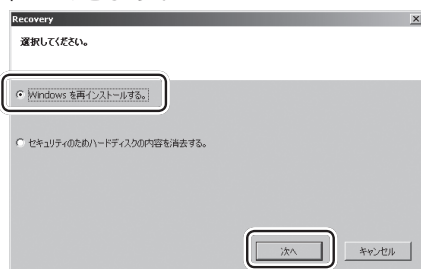 Recovery
選択してください。
Windows を再インストールする。
セキュリティのためハードディスクの内容を消去する。
次へ
キャンセル